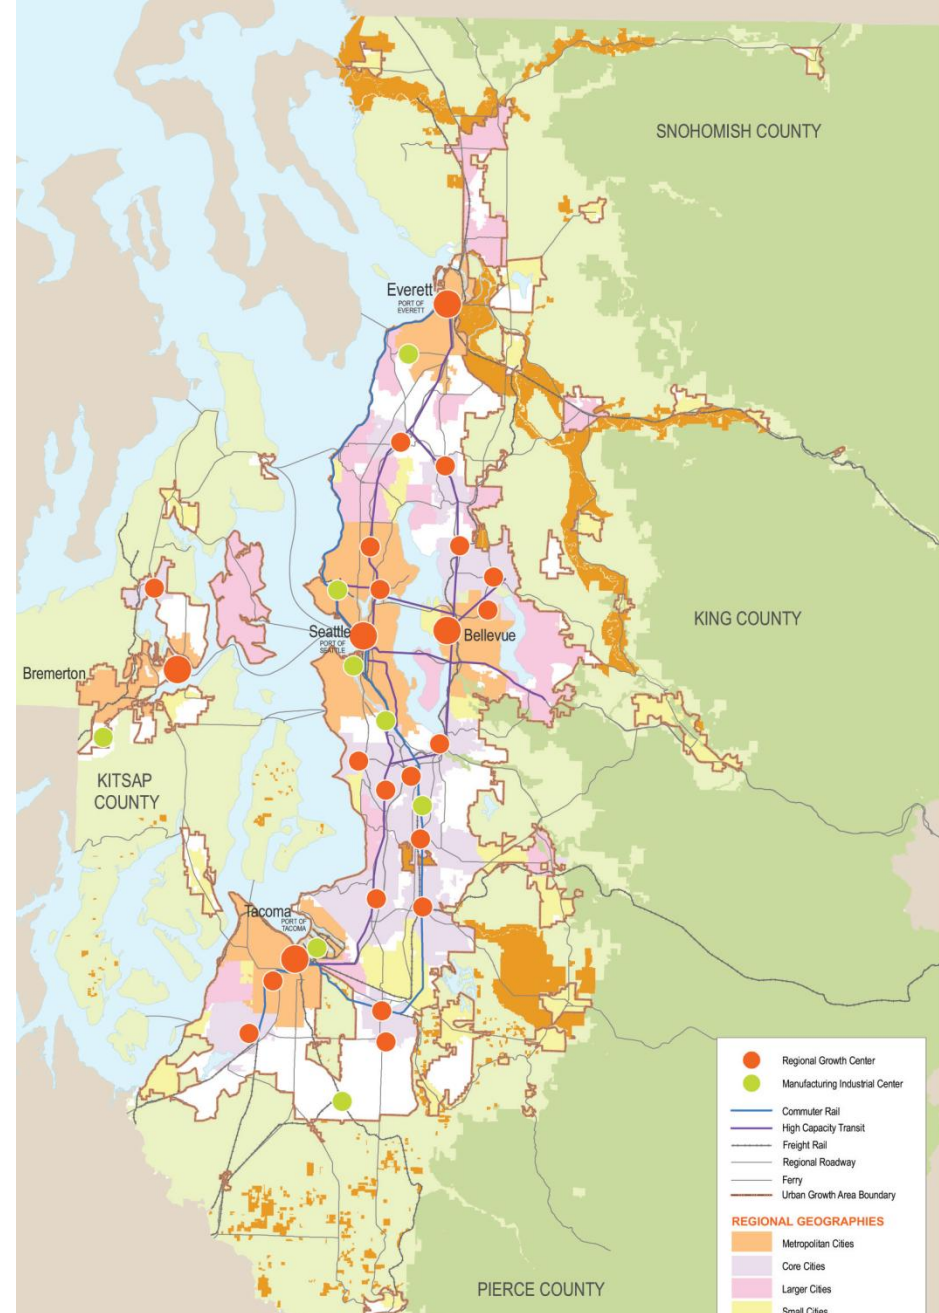 SNOHOMISH COUNTY
Everett
PORT OF
EVERETT
KING COUNTY
Seattle
PORT OF
SEATTLE
Bellevue
Bremerton
KITSAP
COUNTY
Tacoma
PORT OF
TACOMA
PIERCE COUNTY
Regional Growth Center
Manufacturing Industrial Center
Commuter Rail
High Capacity Transit
Freight Rail
Regional Roadway
Ferry
Urban Growth Area Boundary
REGIONAL GEOGRAPHIES
Metropolitan Cities
Core Cities
Larger Cities
Small Cities